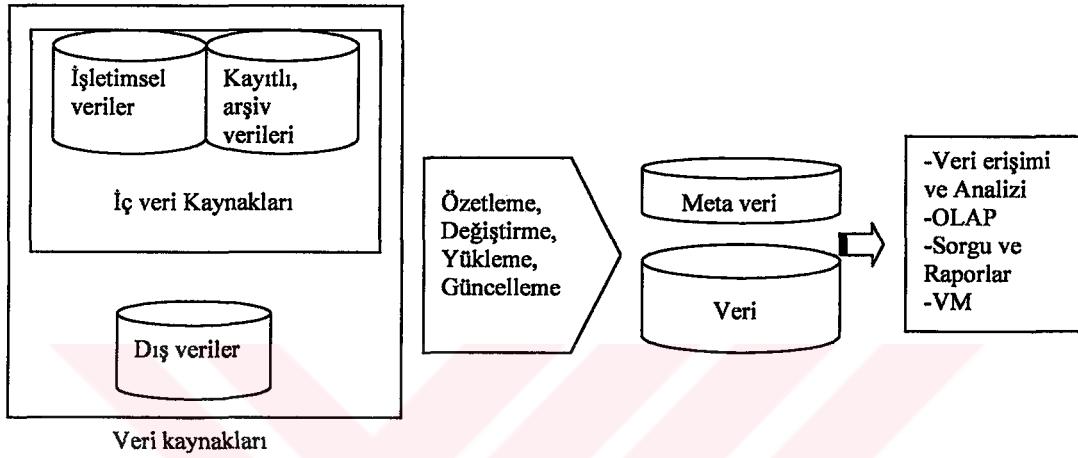 İşletimsel
veriler
Kayıtlı,
arşiv
verileri
İç veri Kaynakları
Dış veriler
Veri kaynakları
Özetleme,
Değiştirme,
Yükleme,
Güncelleme
Meta veri
Veri
-Veri erişimi
ve Analizi
-OLAP
-Sorgu ve
Raporlar
-VM